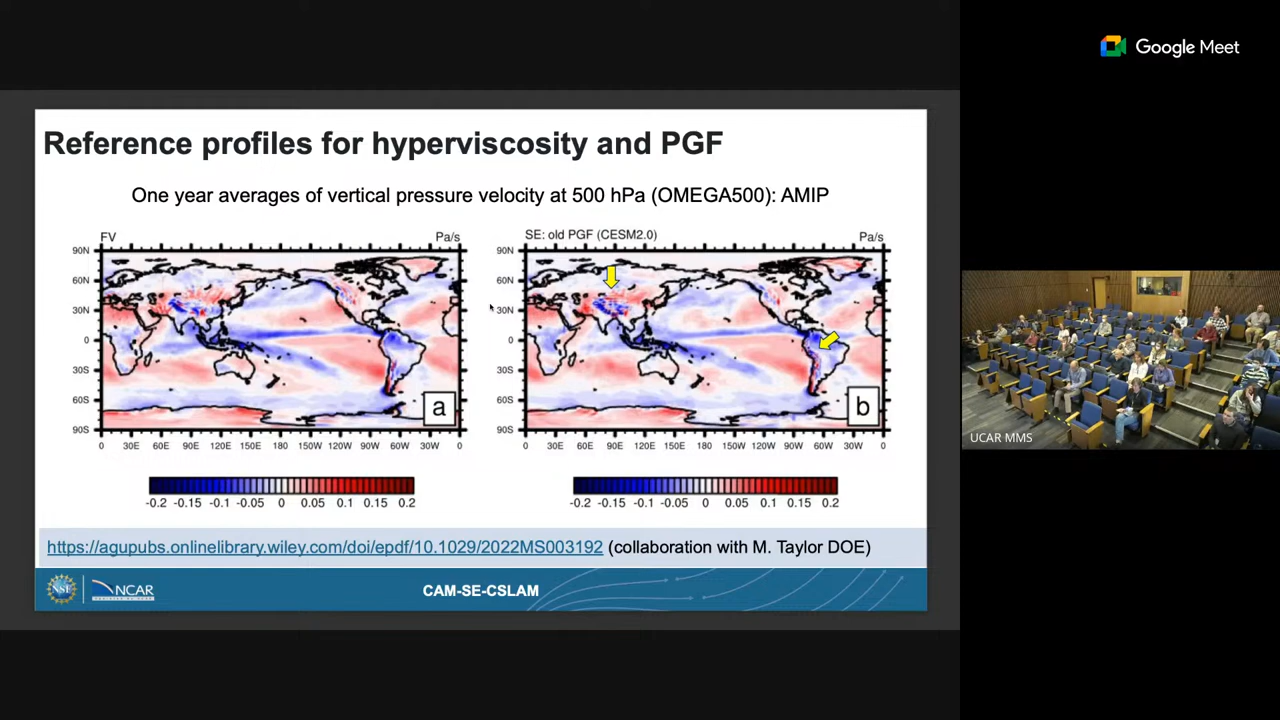 Google Meet
Reference profiles for hyperviscosity and PGF
One year averages of vertical pressure velocity at 500 hPa (OMEGA500): AMIP
FV Pa/s
90N
60N
30N
0
30S
60S
90S
0 30E 60E 90E 120E 150E 180 150W 120W 90W 60W 30W 0
a
-0.2 -0.15 -0.1 -0.05 0 0.05 0.1 0.15 0.2
SE: old PGF (CESM2.0) Pa/s
90N
60N
30N
0
30S
60S
90S
0 30E 60E 90E 120E 150E 180 150W 120W 90W 60W 30W 0
b
-0.2 -0.15 -0.1 -0.05 0 0.05 0.1 0.15 0.2
https://agupubs.onlinelibrary.wiley.com/doi/epdf/10.1029/2022MS003192 (collaboration with M. Taylor DOE)
NSF
NCAR
CAM-SE-CSLAM
UCAR MMS